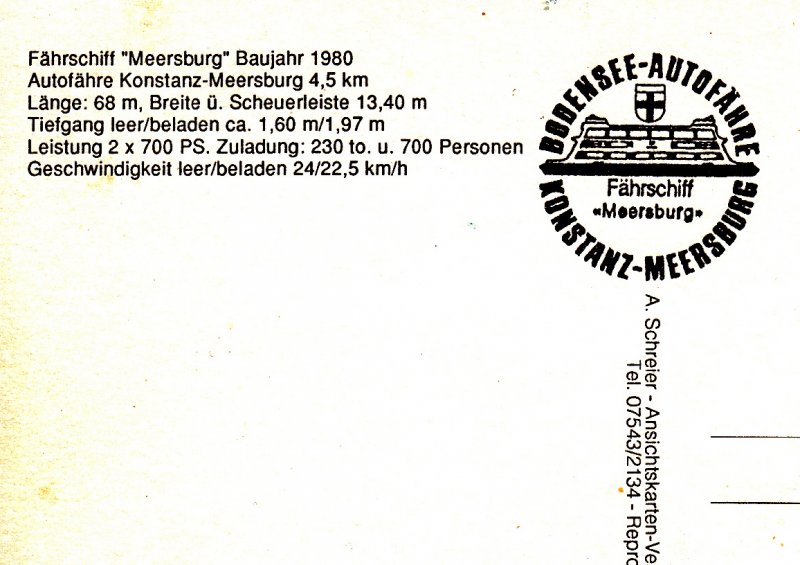 Fährschiff "Meersburg" Baujahr 1980
Autofähre Konstanz-Meersburg 4,5 km
Länge: 68 m, Breite ü. Scheuerleiste 13,40 m
Tiefgang leer/beladen ca. 1,60 m/1,97 m
Leistung 2 x 700 PS. Zuladung: 230 to. u. 700 Personen
Geschwindigkeit leer/beladen 24/22,5 km/h
BODENSEE-AUTOFÄHRE
Fährschiff
«Meersburg»
KONSTANZ-MEERSBURG
A. Schreier - Ansichtskarten-Ve
Tel. 07543/2134 - Repro